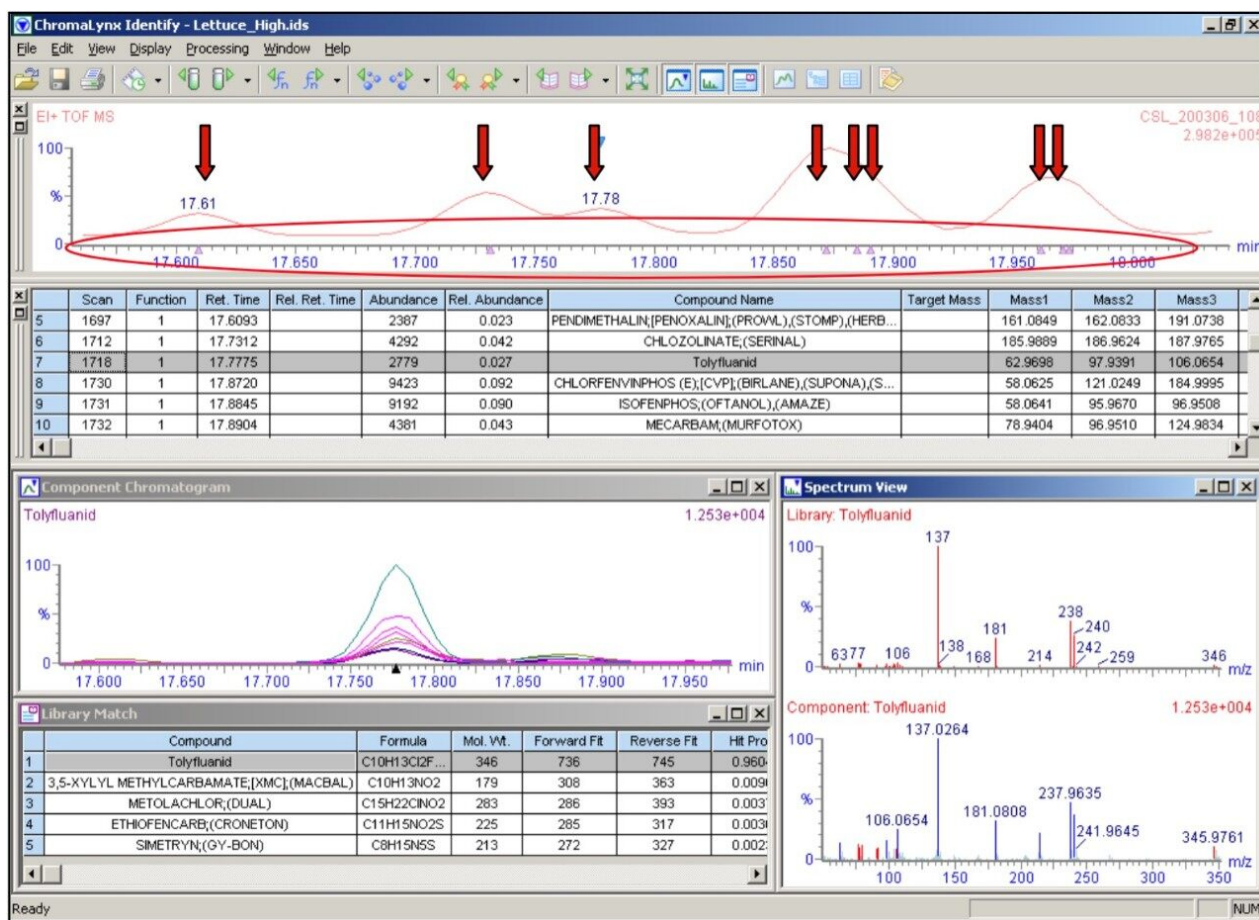 ChromaLynx Identify - Lettuce_High.ids
File Edit View Display Processing Window Help
EI+ TOF MS
CSL_200306_108
2.982e+005
100
%
0
17.61
17.78
17.600 17.650 17.700 17.750 17.800 17.850 17.900 17.950 18.000 min
Scan Function Ret. Time Rel. Ret. Time Abundance Rel. Abundance Compound Name Target Mass Mass1 Mass2 Mass3
5 1697 1 17.6093 2387 0.023 PENDIMETHALIN;[PENOXALIN];(PROWL),(STOMP),(HERB... 161.0849 162.0833 191.0738
6 1712 1 17.7312 4292 0.042 CHLOZOLINATE;(SERINAL) 185.9889 186.9624 187.9765
7 1718 1 17.7775 2779 0.027 Tolyfluanid 62.9698 97.9391 106.0654
8 1730 1 17.8720 9423 0.092 CHLORFENVINPHOS (E);[CVP];(BIRLANE),(SUPONA),(S... 58.0625 121.0249 184.9995
9 1731 1 17.8845 9192 0.090 ISOFENPHOS;(OFTANOL),(AMAZE) 58.0641 95.9670 96.9508
10 1732 1 17.8904 4381 0.043 MECARBAM;(MURFOTOX) 78.9404 96.9510 124.9834
Component Chromatogram
Tolyfluanid 1.253e+004
100
%
0
17.600 17.650 17.700 17.750 17.800 17.850 17.900 17.950 min
Library Match
Compound Formula Mol. Wt. Forward Fit Reverse Fit Hit Pro
1 Tolyfluanid C10H13Cl2F... 346 736 745 0.960
2 3,5-XYLYL METHYLCARBAMATE;[XMC];(MACBAL) C10H13NO2 179 308 363 0.009
3 METOLACHLOR;(DUAL) C15H22ClNO2 283 286 393 0.003
4 ETHIOFENCARB;(CRONETON) C11H15NO2S 225 285 317 0.003
5 SIMETRYN;(GY-BON) C8H15N5S 213 272 327 0.002
Spectrum View
Library: Tolyfluanid
100
%
0
137
238
240
181
138
242
63 77 106 168 214 259 346
m/z
Component: Tolyfluanid 1.253e+004
100
%
0
137.0264
237.9635
181.0808
106.0654
241.9645 345.9761
100 150 200 250 300 350 m/z
Ready
NUM